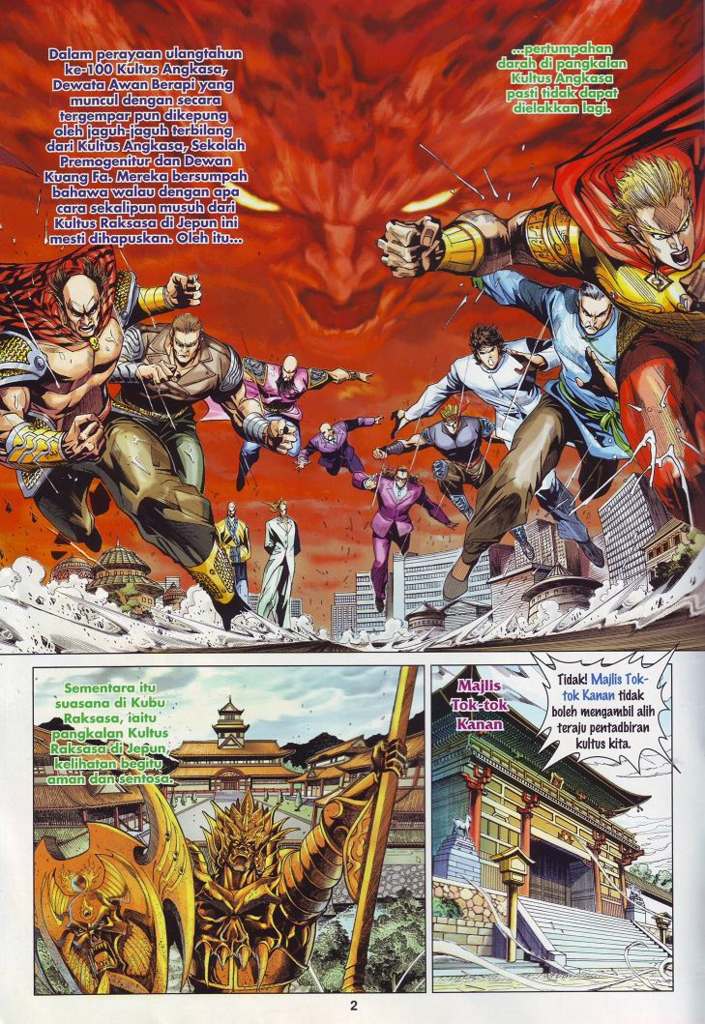 Dalam perayaan ulangtahun
ke-100 Kultus Angkasa,
Dewata Awan Berapi yang
muncul dengan secara
tergempar pun dikepung
oleh jaguh-jaguh terbilang
dari Kultus Angkasa, Sekolah
Premogenitur dan Dewan
Kuang Fa. Mereka bersumpah
bahawa walau dengan apa
cara sekalipun musuh dari
Kultus Raksasa di Jepun ini
mesti dihapuskan. Oleh itu...
...pertumpahan
darah di pangkalan
Kultus Angkasa
pasti tidak dapat
dielakkan lagi.
Sementara itu
suasana di Kubu
Raksasa, iaitu
pangkalan Kultus
Raksasa di Jepun,
kelihatan begitu
aman dan sentosa.
Majlis
Tok-tok
Kanan
Tidak! Majlis Tok-
tok Kanan tidak
boleh mengambil alih
teraju pentadbiran
kultus kita.
2